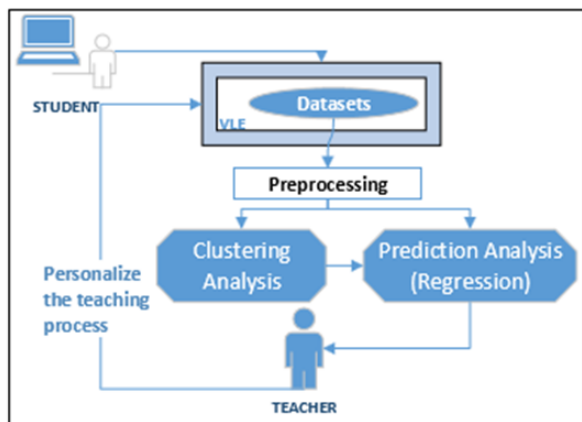 STUDENT
Datasets
VLE
Preprocessing
Clustering
Analysis
Prediction Analysis
(Regression)
Personalize
the teaching
process
TEACHER